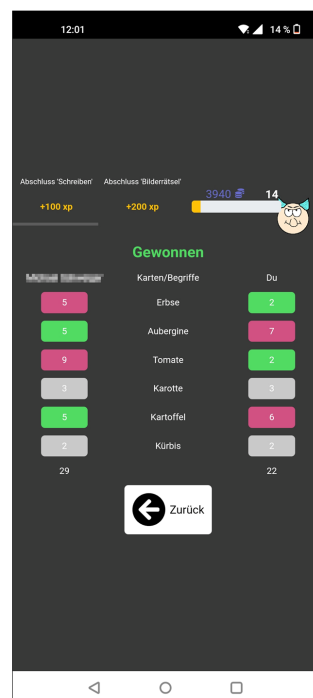 12:01 14 %
Abschluss 'Schreiben' Abschluss 'Bilderrätsel'
+100 xp +200 xp 3940 14
Gewonnen
Karten/Begriffe Du
5 Erbse 2
5 Aubergine 7
9 Tomate 2
3 Karotte 3
5 Kartoffel 6
2 Kürbis 2
29 22
Zurück